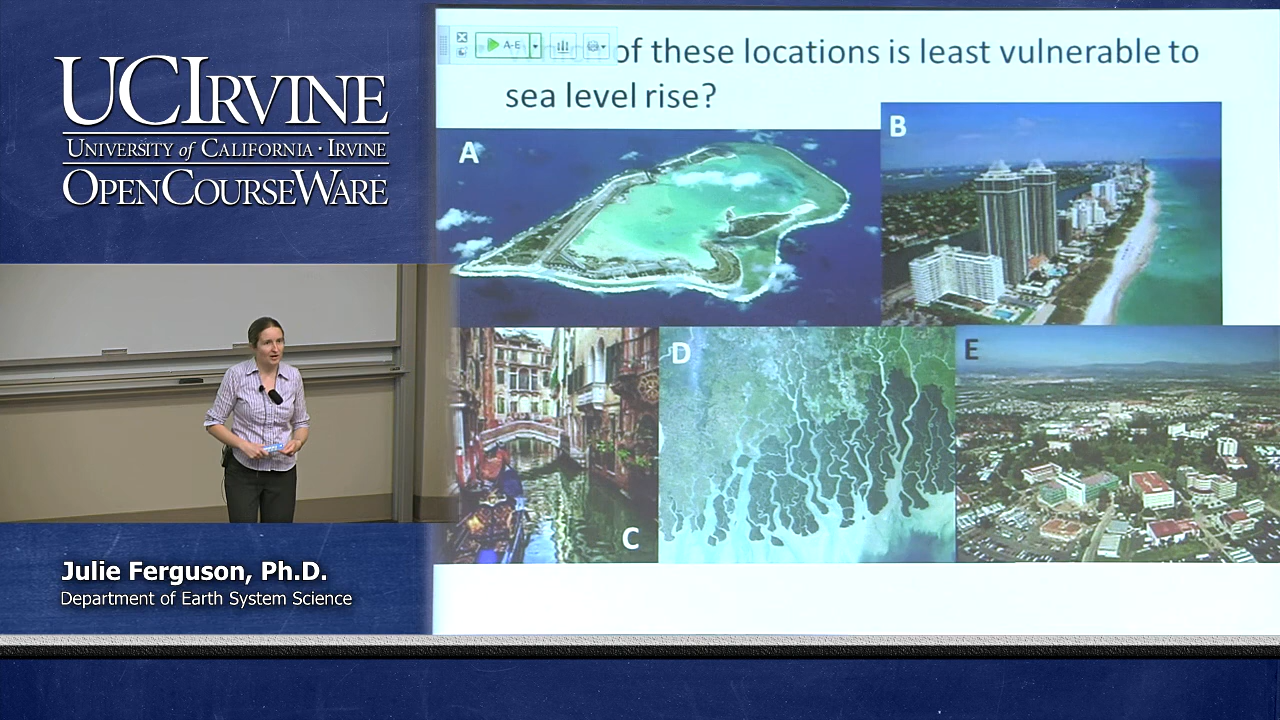 UCIRVINE
UNIVERSITY of CALIFORNIA · IRVINE
OPENCOURSEWARE
A-E
of these locations is least vulnerable to
sea level rise?
A
B
C
D
E
Julie Ferguson, Ph.D.
Department of Earth System Science